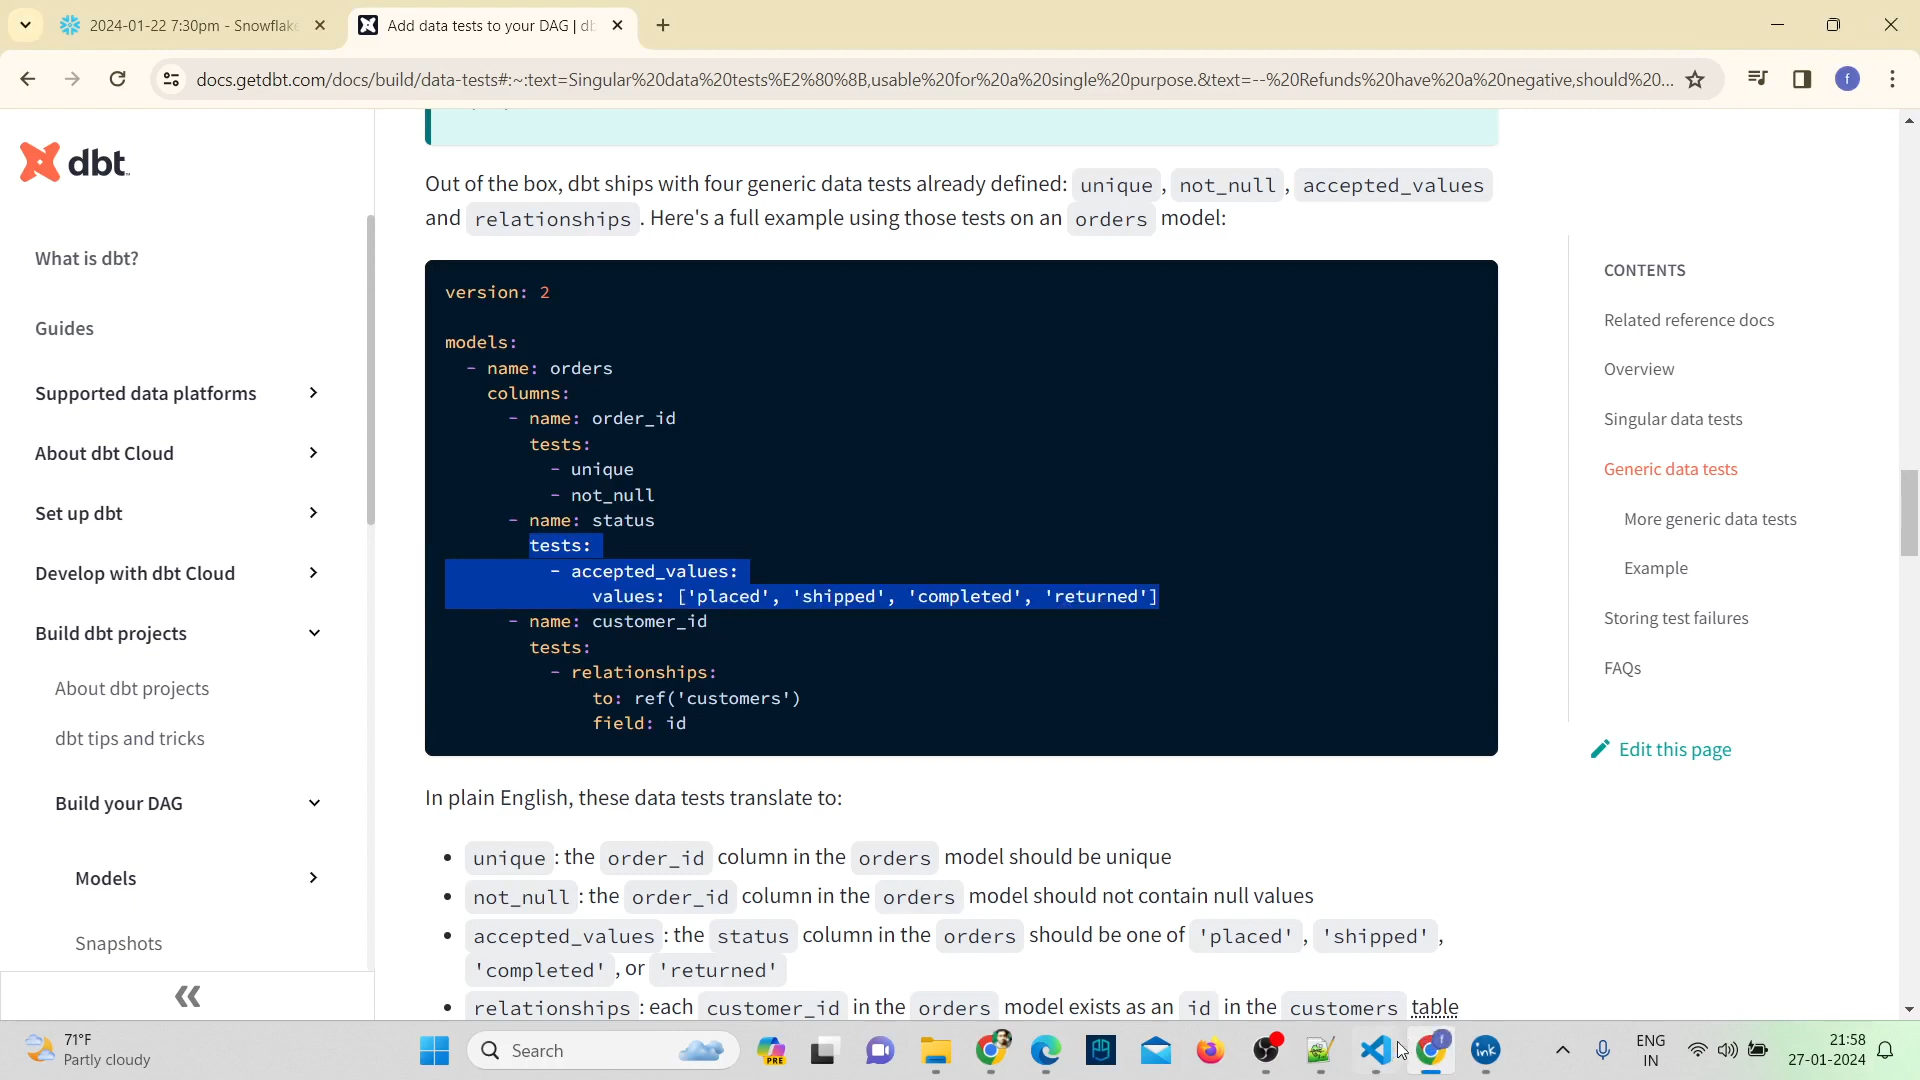 2024-01-22 7:30pm - Snowflake
Add data tests to your DAG | db
docs.getdbt.com/docs/build/data-tests#:~:text=Singular%20data%20tests%E2%80%8B,usable%20for%20a%20single%20purpose.&text=--%20Refunds%20have%20a%20negative,should%20...
f
dbt
What is dbt?
Guides
Supported data platforms
About dbt Cloud
Set up dbt
Develop with dbt Cloud
Build dbt projects
About dbt projects
dbt tips and tricks
Build your DAG
Models
Snapshots
Out of the box, dbt ships with four generic data tests already defined: unique, not_null, accepted_values
and relationships. Here's a full example using those tests on an orders model:
version: 2
models:
- name: orders
columns:
- name: order_id
tests:
- unique
- not_null
- name: status
tests:
- accepted_values:
values: ['placed', 'shipped', 'completed', 'returned']
- name: customer_id
tests:
- relationships:
to: ref('customers')
field: id
In plain English, these data tests translate to:
• unique: the order_id column in the orders model should be unique
• not_null: the order_id column in the orders model should not contain null values
• accepted_values: the status column in the orders should be one of 'placed', 'shipped',
'completed', or 'returned'
• relationships: each customer_id in the orders model exists as an id in the customers table
CONTENTS
Related reference docs
Overview
Singular data tests
Generic data tests
More generic data tests
Example
Storing test failures
FAQs
Edit this page
71°F
Partly cloudy
Search
PRE
ink
ENG
IN
21:58
27-01-2024